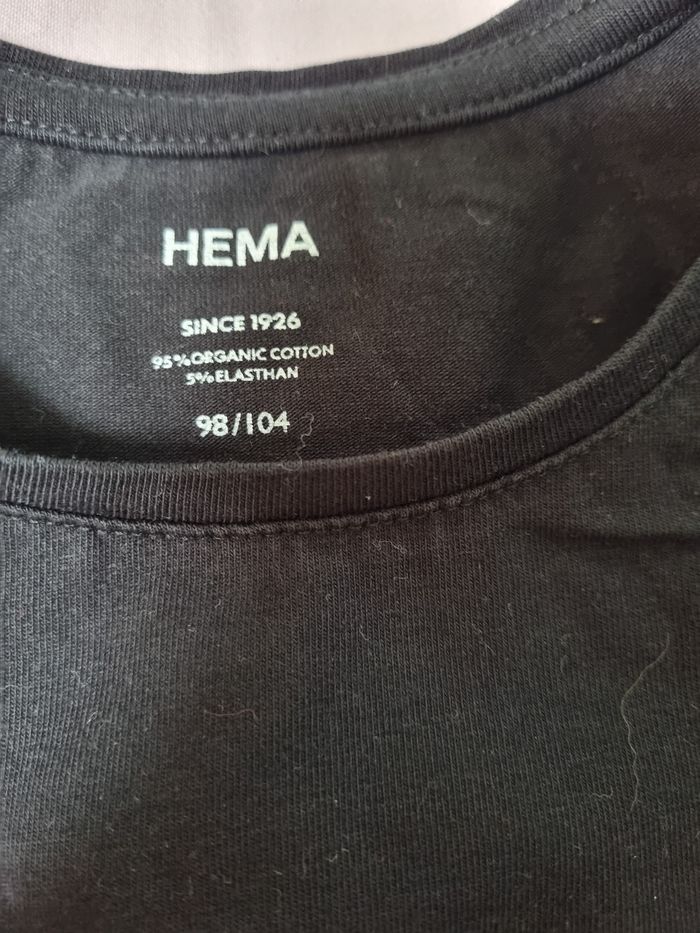 HEMA
SINCE 1926
95%ORGANIC COTTON
5%ELASTHAN
98/104